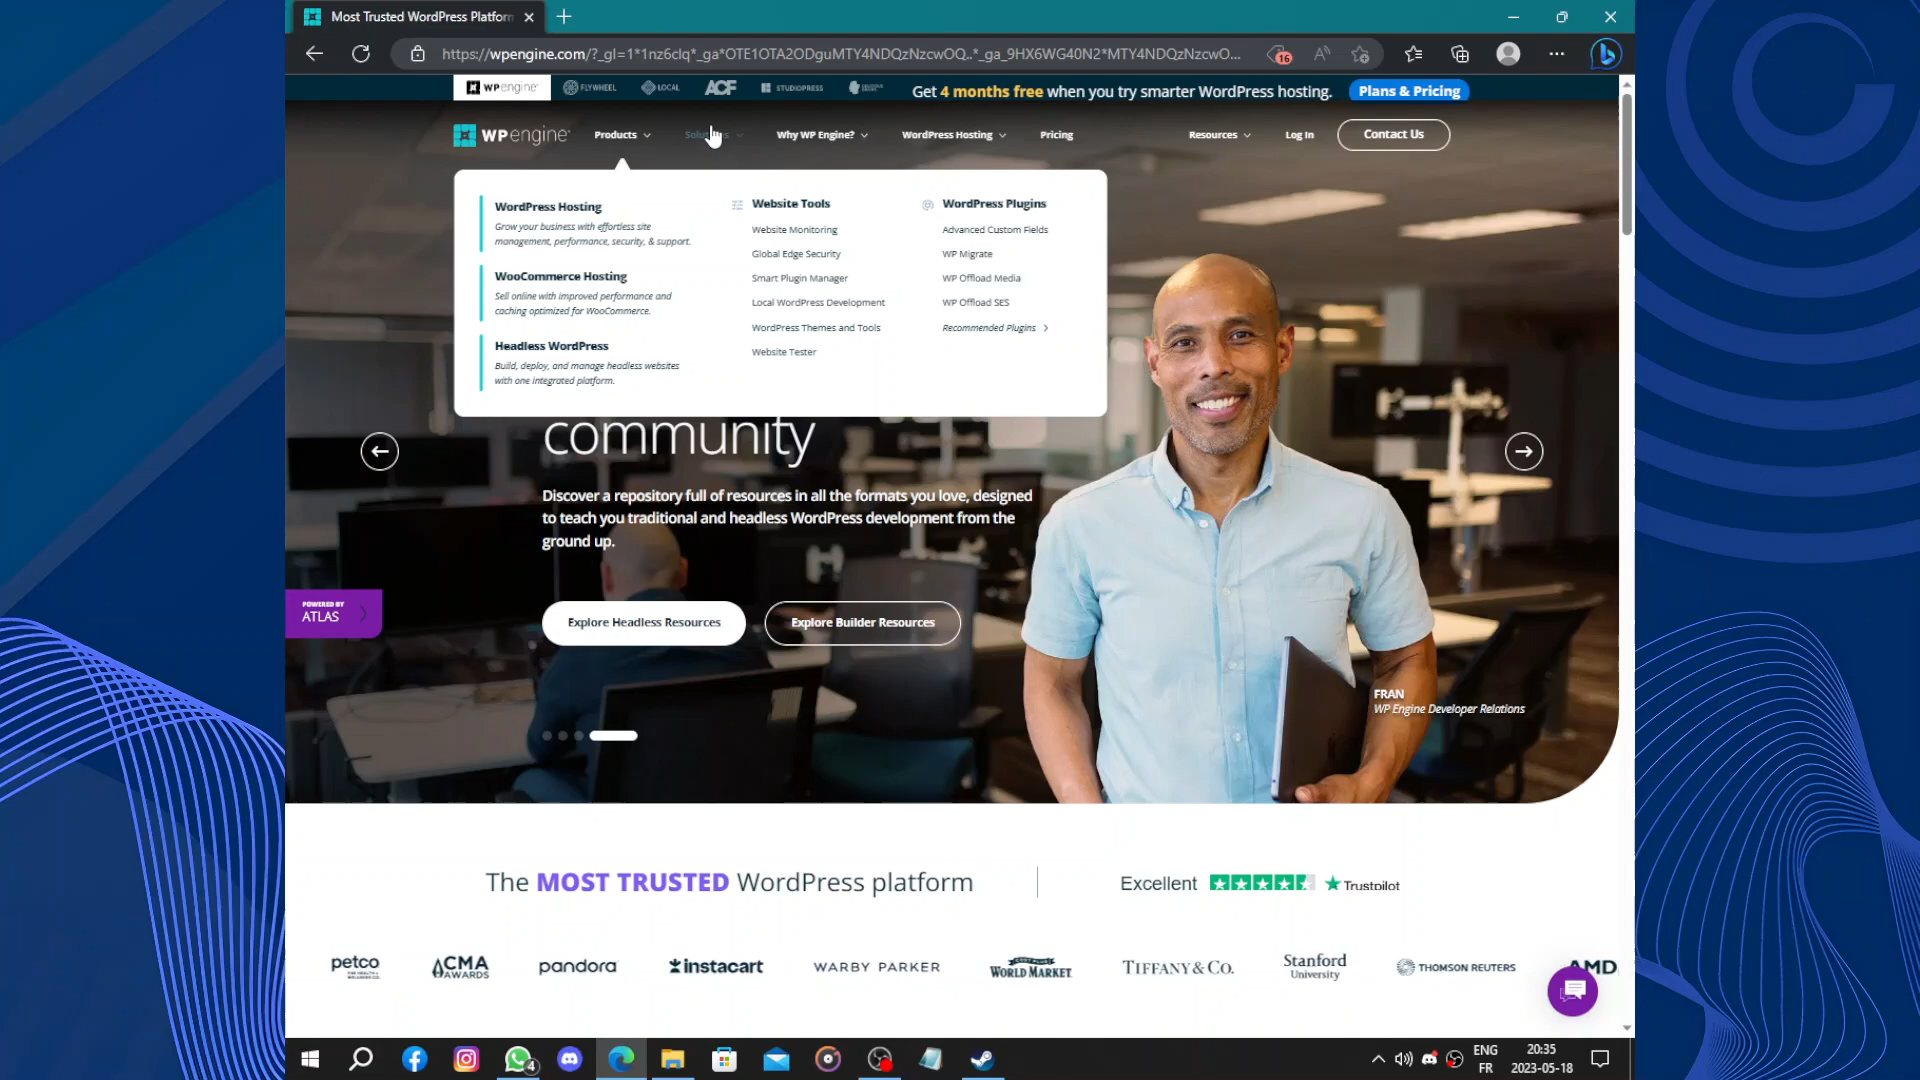 Most Trusted WordPress Platform
https://wpengine.com/?_gl=1*1nz6clq*_ga*OTE1OTA2ODguMTY4NDQzNzcwOQ..*_ga_9HX6WG40N2*MTY4NDQzNzcwO...
16
WP engine
FLYWHEEL
LOCAL
ACF
STUDIOPRESS
Get 4 months free when you try smarter WordPress hosting.
Plans & Pricing
WP engine
Products
Solutions
Why WP Engine?
WordPress Hosting
Pricing
Resources
Log In
Contact Us
WordPress Hosting
Grow your business with effortless site
management, performance, security, & support.
WooCommerce Hosting
Sell online with improved performance and
caching optimized for WooCommerce.
Headless WordPress
Build, deploy, and manage headless websites
with one integrated platform.
Website Tools
Website Monitoring
Global Edge Security
Smart Plugin Manager
Local WordPress Development
WordPress Themes and Tools
Website Tester
WordPress Plugins
Advanced Custom Fields
WP Migrate
WP Offload Media
WP Offload SES
Recommended Plugins
community
Discover a repository full of resources in all the formats you love, designed
to teach you traditional and headless WordPress development from the
ground up.
Explore Headless Resources
Explore Builder Resources
POWERED BY
ATLAS
FRAN
WP Engine Developer Relations
The MOST TRUSTED WordPress platform
Excellent
Trustpilot
petco
CMA
AWARDS
pandora
instacart
WARBY PARKER
WORLD MARKET
TIFFANY & CO.
Stanford
University
THOMSON REUTERS
AMD
4
ENG
FR
20:35
2023-05-18